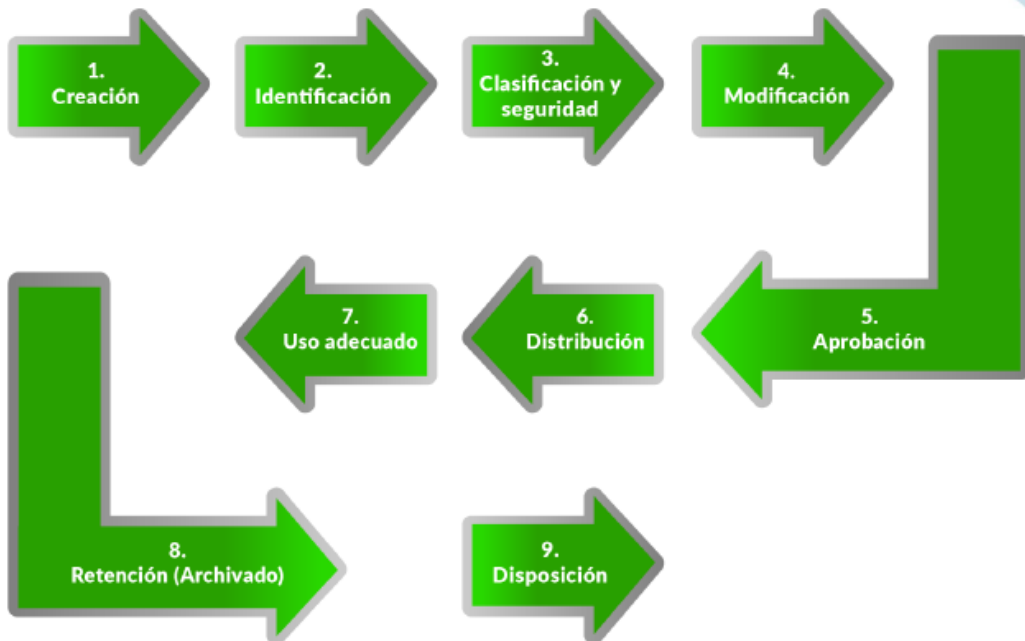 1.
Creación
2.
Identificación
3.
Clasificación y
seguridad
4.
Modificación
5.
Aprobación
6.
Distribución
7.
Uso adecuado
8.
Retención (Archivado)
9.
Disposición